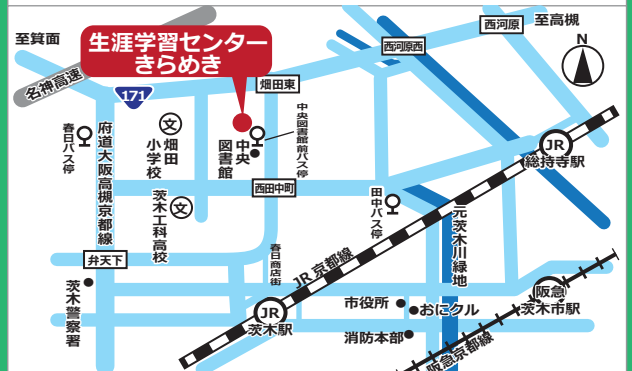 至箕面
生涯学習センター
きらめき
西河原
至高槻
西河原西
N
名神高速
171
畑田東
中央図書館前バス停
春日バス停
府道大阪高槻京都線
文
畑田
小学校
中央
図書館
JR
総持寺駅
西田中町
茨木工科高校
文
田中バス停
元茨木川緑地
弁天下
春日商店街
JR京都線
茨木警察署
JR
茨木駅
市役所
おにクル
消防本部
阪急
茨木市駅
阪急京都線